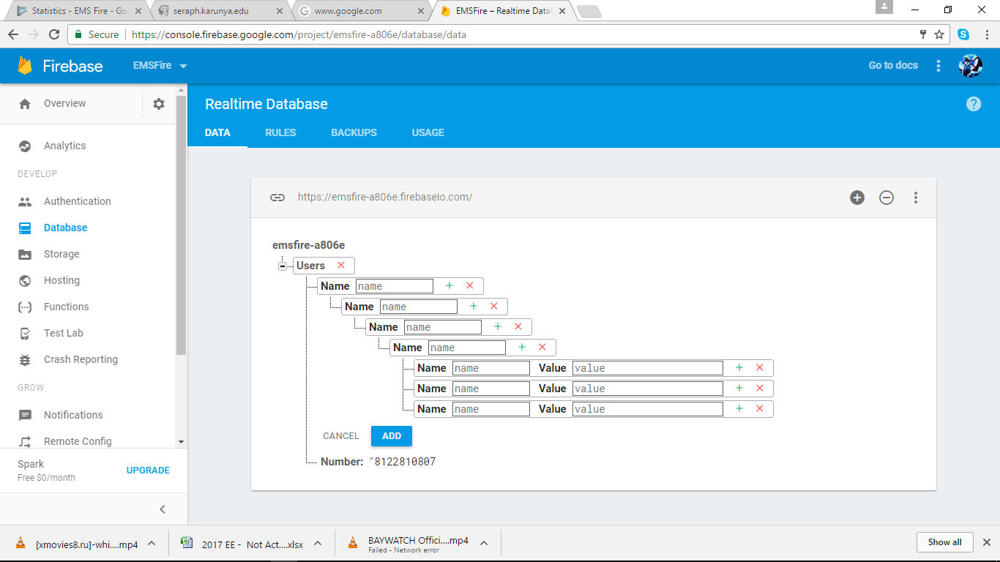 Statistics - EMS Fire - Go
seraph.karunya.edu
www.google.com
EMSFire – Realtime Data
Secure
https://console.firebase.google.com/project/emsfire-a806e/database/data
Firebase
EMSFire
Go to docs
Overview
Analytics
DEVELOP
Authentication
Database
Storage
Hosting
Functions
Test Lab
Crash Reporting
GROW
Notifications
Remote Config
Spark
Free $0/month
UPGRADE
Realtime Database
DATA RULES BACKUPS USAGE
https://emsfire-a806e.firebaseio.com/
emsfire-a806e
Users
Name name
Name name
Name name
Name name
Name name Value value
Name name Value value
Name name Value value
CANCEL ADD
Number: "8122810807
[xmovies8.ru]-whi....mp4
2017 EE - Not Act....xlsx
BAYWATCH Offici....mp4
Failed - Network error
Show all